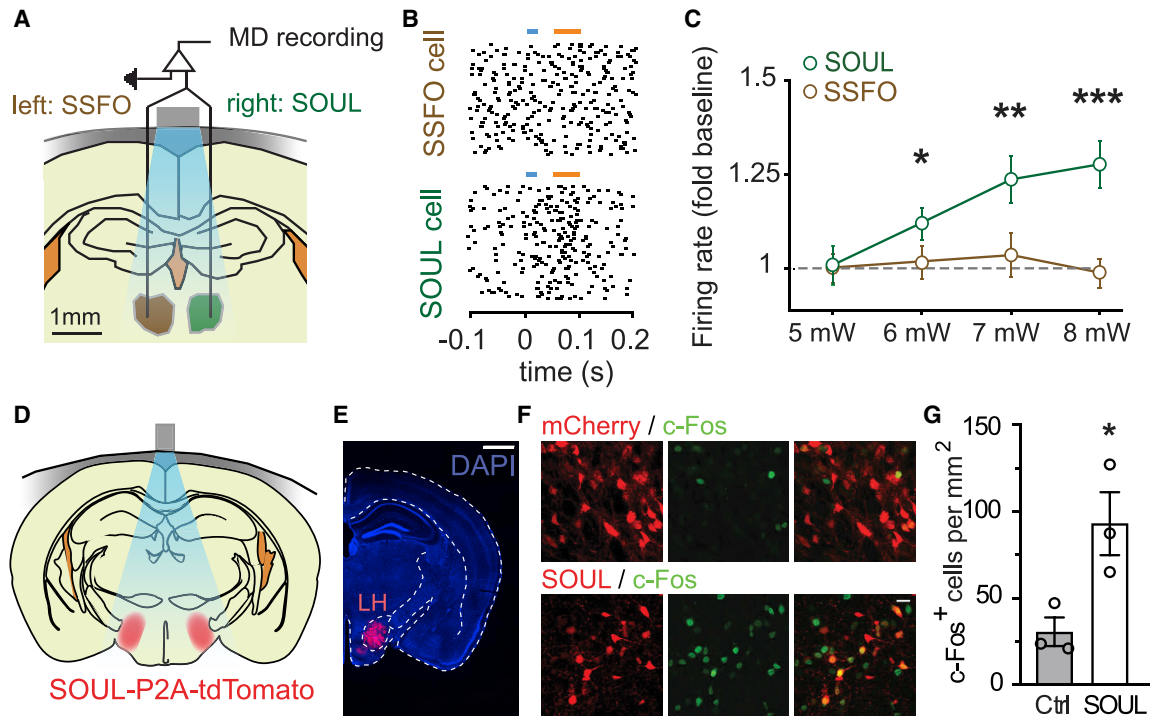 A
MD recording
left: SSFO
right: SOUL
1mm
B
SSFO cell
SOUL cell
-0.1 0 0.1 0.2
time (s)
C
SOUL
SSFO
Firing rate (fold baseline)
1.5
1.25
1
*
**
***
5 mW 6 mW 7 mW 8 mW
D
SOUL-P2A-tdTomato
E
DAPI
LH
F
mCherry / c-Fos
SOUL / c-Fos
G
c-Fos+ cells per mm2
150
100
50
0
*
Ctrl SOUL